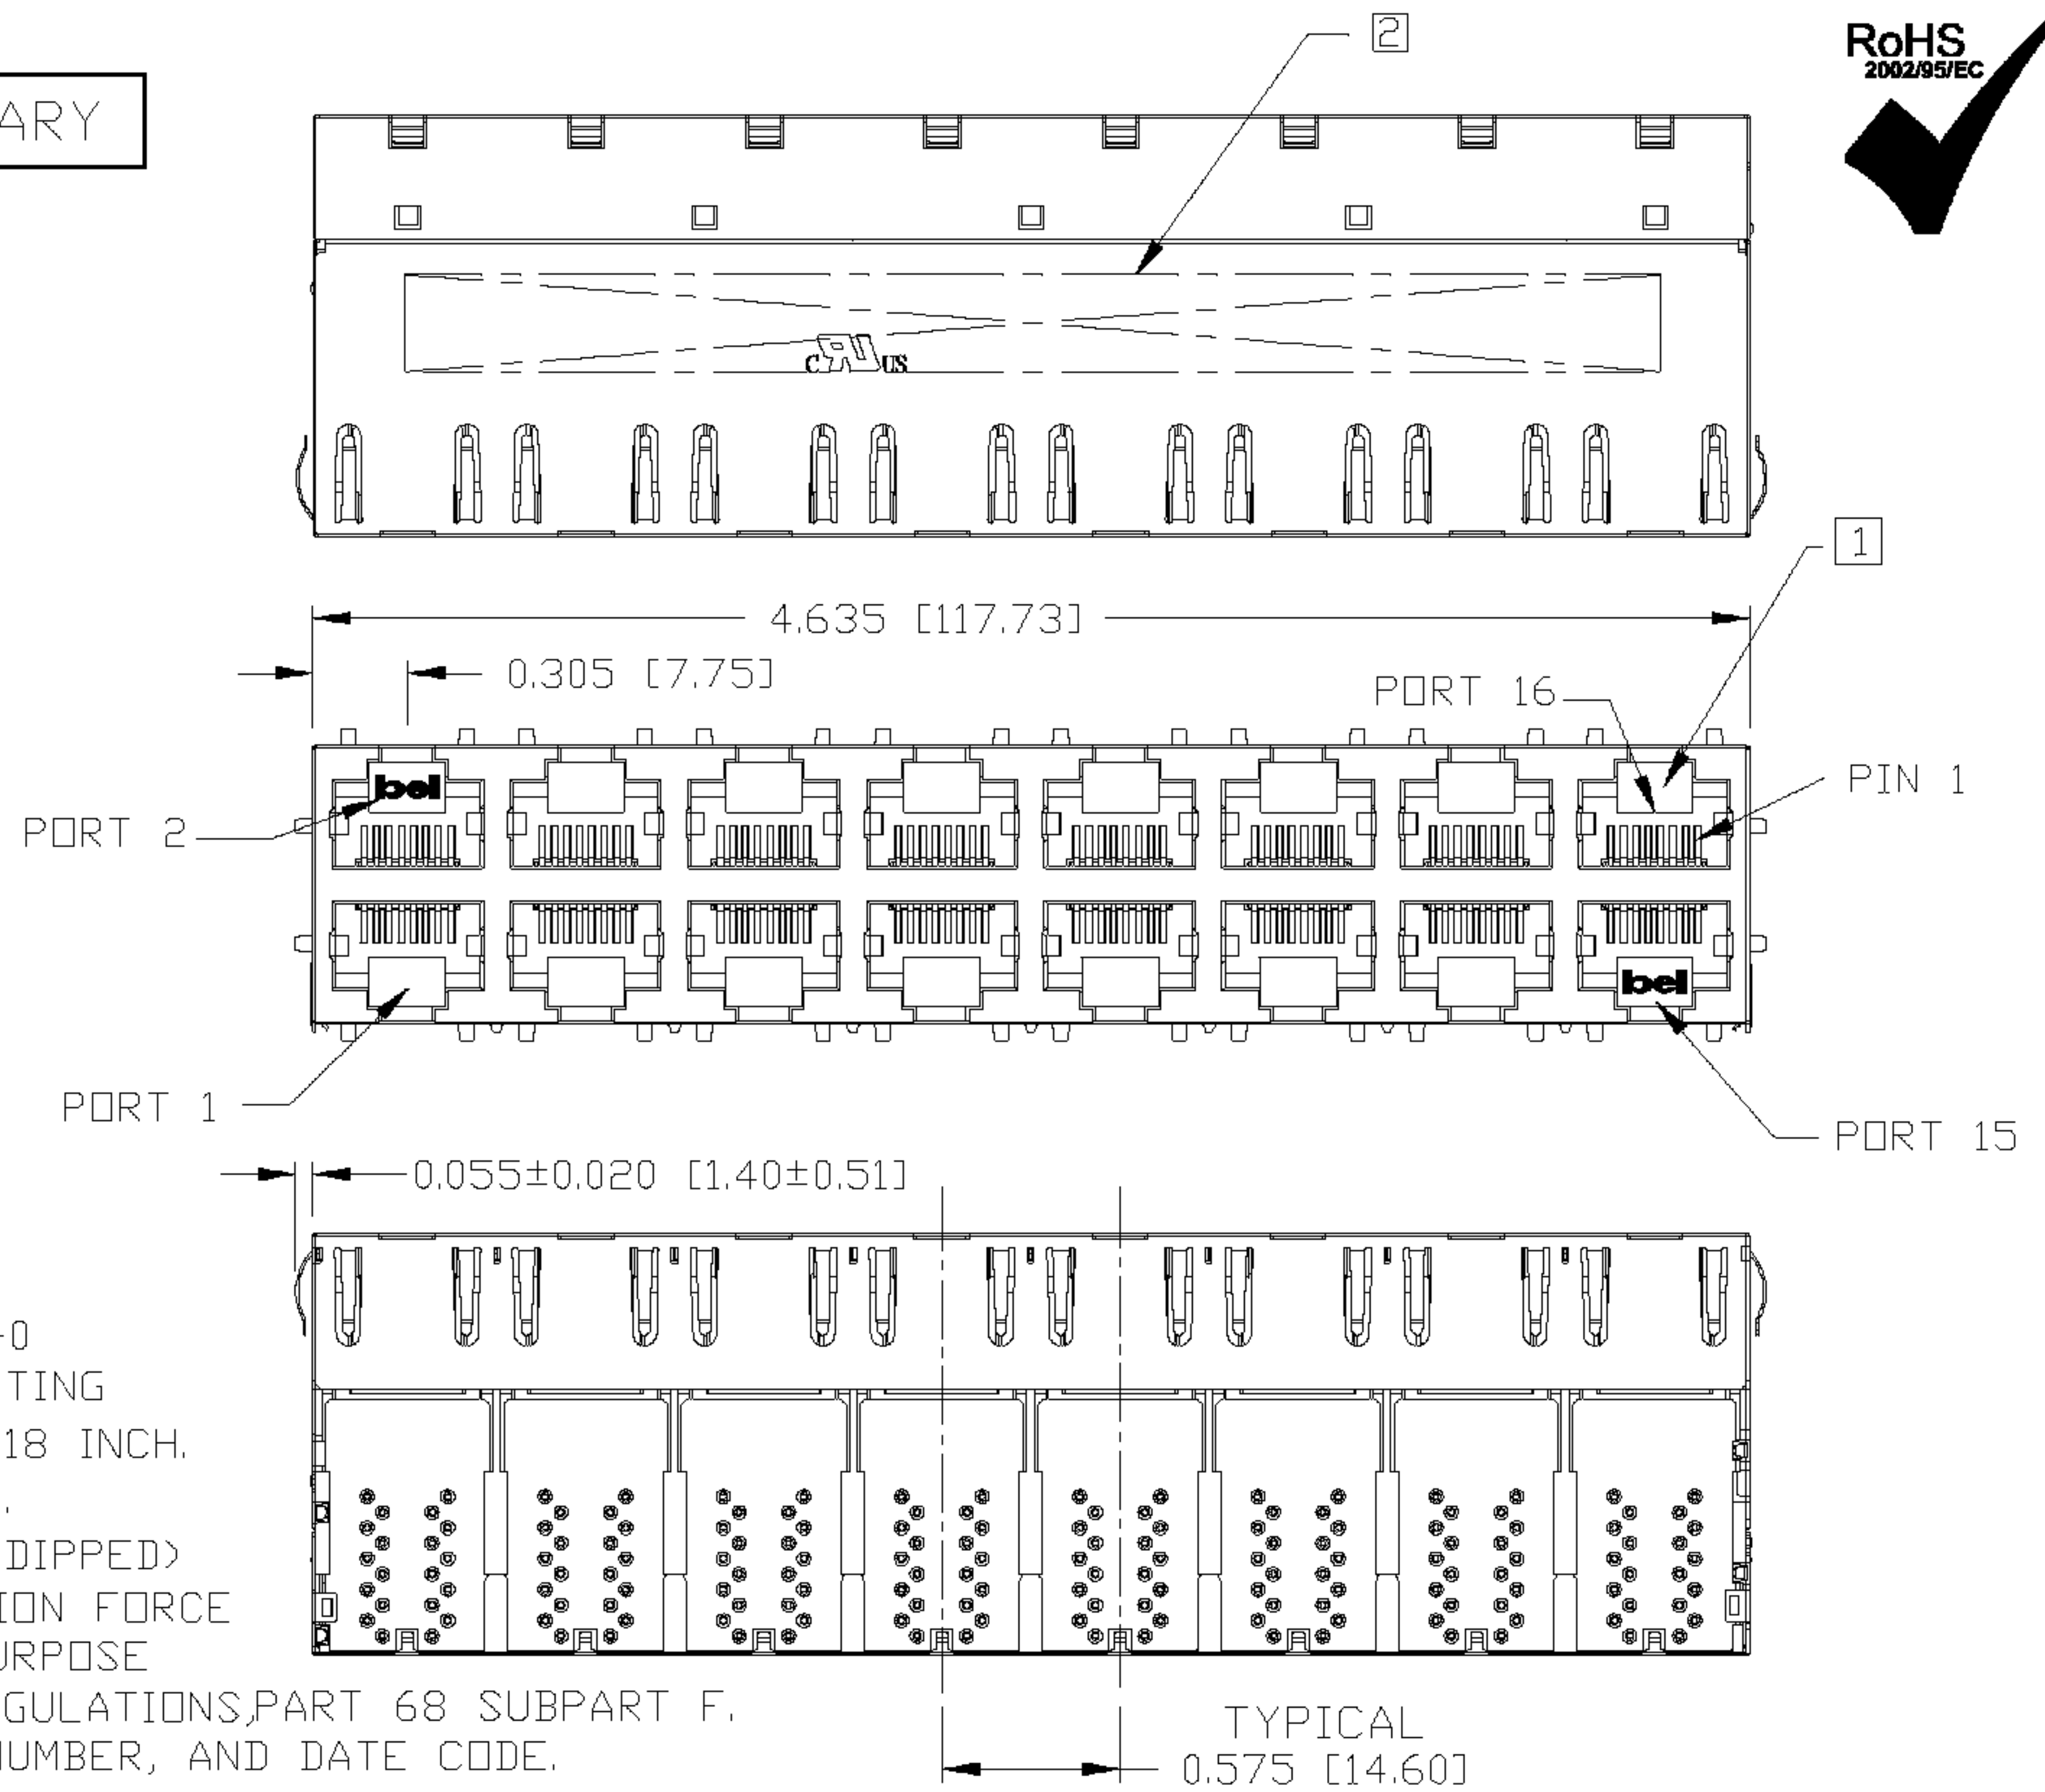 2
RoHS
2002/95/EC
ARY
c RU US
1
4.635 [117.73]
0.305 [7.75]
PORT 16
bel
PIN 1
PORT 2
bel
PORT 1
PORT 15
0.055±0.020 [1.40±0.51]
-0
TING
18 INCH.
.
DIPPED)
ION FORCE
URPOSE
GULATIONS,PART 68 SUBPART F.
NUMBER, AND DATE CODE.
TYPICAL
0.575 [14.60]